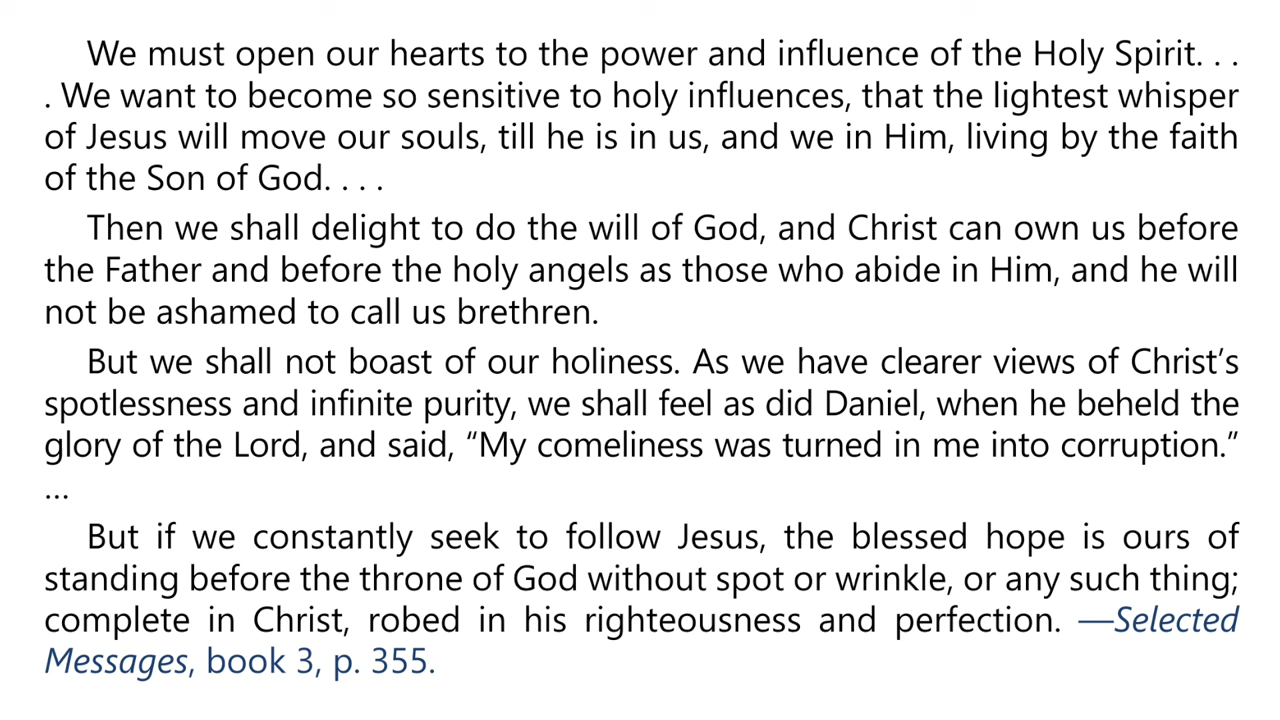 We must open our hearts to the power and influence of the Holy Spirit. . .
. We want to become so sensitive to holy influences, that the lightest whisper
of Jesus will move our souls, till he is in us, and we in Him, living by the faith
of the Son of God. . . .
Then we shall delight to do the will of God, and Christ can own us before
the Father and before the holy angels as those who abide in Him, and he will
not be ashamed to call us brethren.
But we shall not boast of our holiness. As we have clearer views of Christ’s
spotlessness and infinite purity, we shall feel as did Daniel, when he beheld the
glory of the Lord, and said, “My comeliness was turned in me into corruption.”
…
But if we constantly seek to follow Jesus, the blessed hope is ours of
standing before the throne of God without spot or wrinkle, or any such thing;
complete in Christ, robed in his righteousness and perfection. —Selected
Messages, book 3, p. 355.